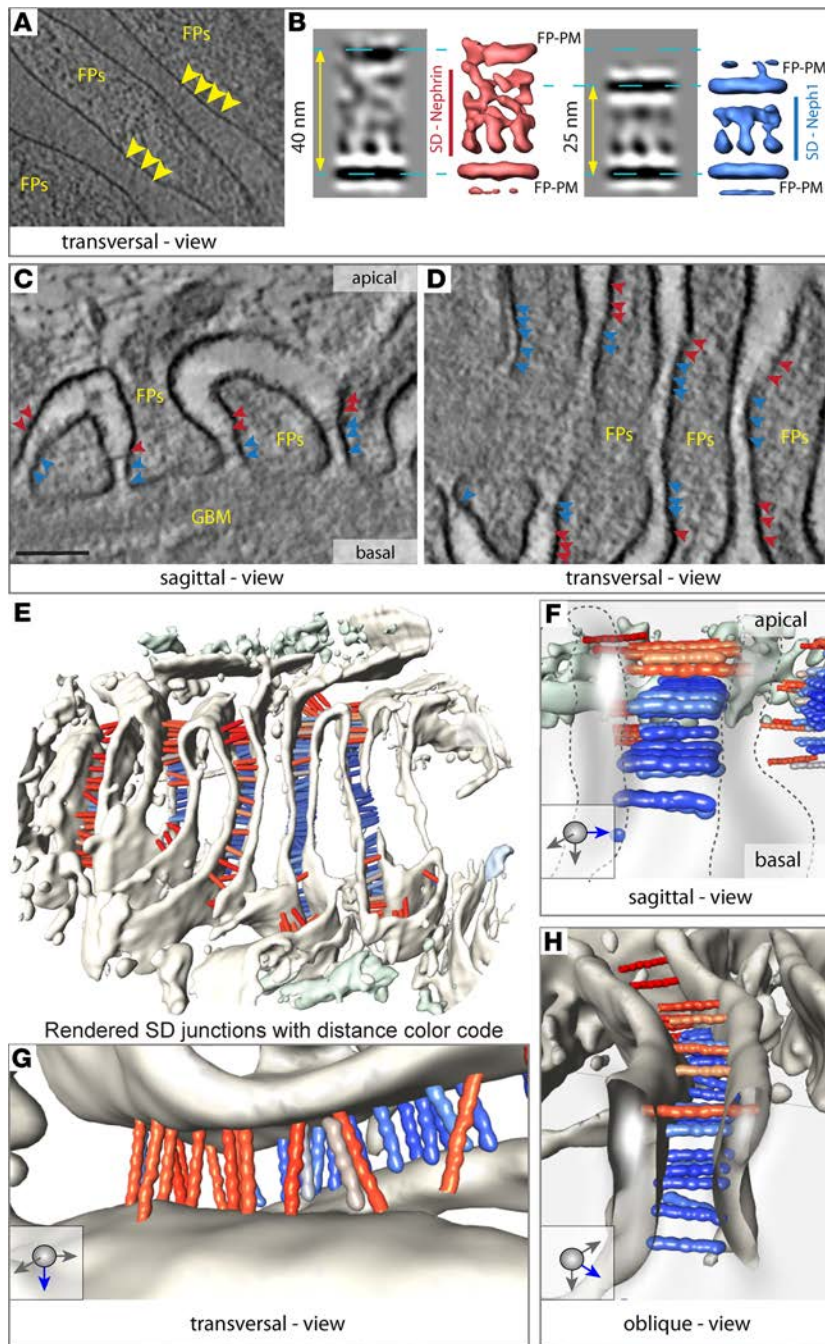 A
FPs
FPs
FPs
transversal - view
B
40 nm
SD - Nephrin
FP-PM
FP-PM
25 nm
FP-PM
SD - Neph1
FP-PM
C
apical
FPs
FPs
GBM
basal
sagittal - view
D
FPs
FPs
FPs
transversal - view
E
Rendered SD junctions with distance color code
F
apical
basal
sagittal - view
G
transversal - view
H
oblique - view